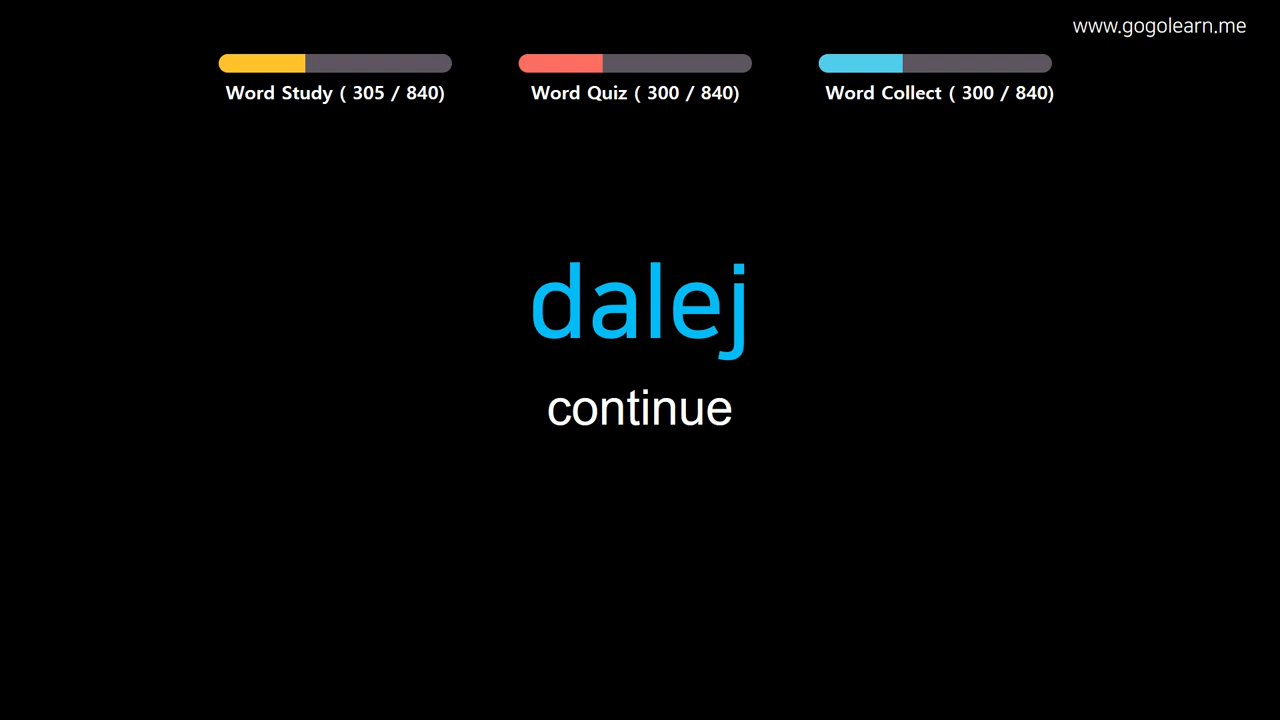 www.gogolearn.me
Word Study ( 305 / 840)
Word Quiz ( 300 / 840)
Word Collect ( 300 / 840)
dalej
continue